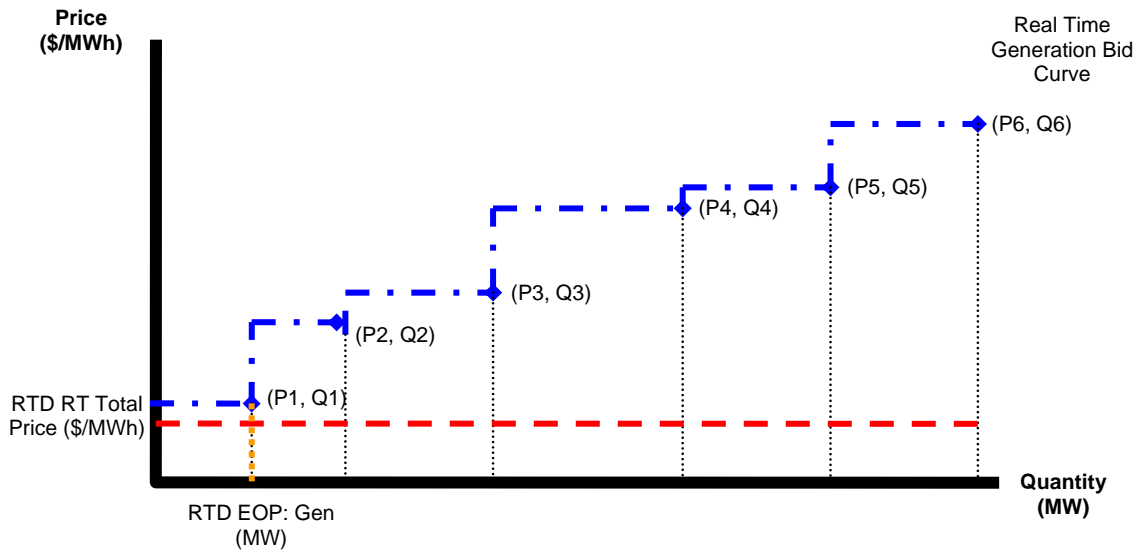 Price
($/MWh)
Real Time
Generation Bid
Curve
(P6, Q6)
(P5, Q5)
(P4, Q4)
(P3, Q3)
(P2, Q2)
(P1, Q1)
RTD RT Total
Price ($/MWh)
Quantity
(MW)
RTD EOP: Gen
(MW)